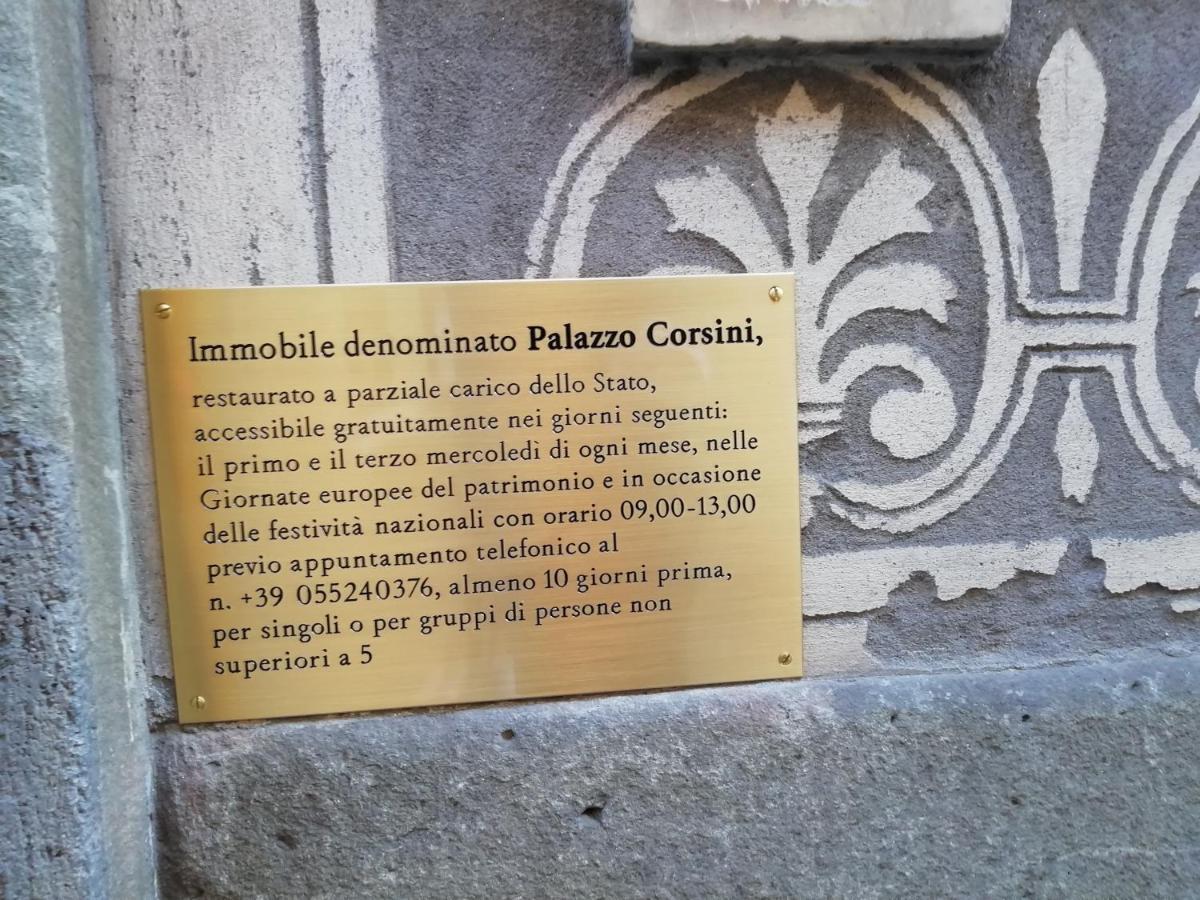 Immobile denominato Palazzo Corsini,
restaurato a parziale carico dello Stato,
accessibile gratuitamente nei giorni seguenti:
il primo e il terzo mercoledì di ogni mese, nelle
Giornate europee del patrimonio e in occasione
delle festività nazionali con orario 09,00-13,00
previo appuntamento telefonico al
n. +39 055240376, almeno 10 giorni prima,
per singoli o per gruppi di persone non
superiori a 5